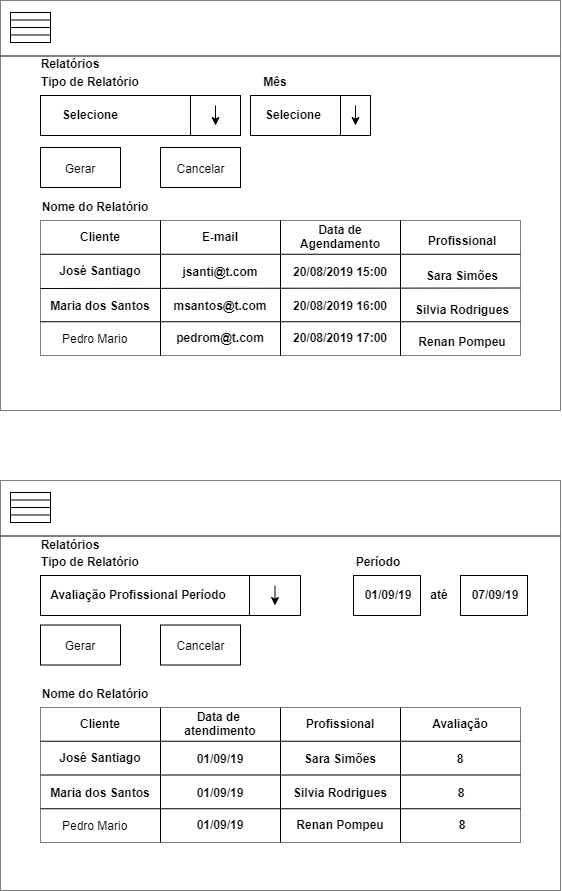 Relatórios
Tipo de Relatório Mês
Selecione Selecione
Gerar Cancelar
Nome do Relatório
Cliente E-mail Data de Agendamento Profissional
José Santiago jsanti@t.com 20/08/2019 15:00 Sara Simões
Maria dos Santos msantos@t.com 20/08/2019 16:00 Silvia Rodrigues
Pedro Mario pedrom@t.com 20/08/2019 17:00 Renan Pompeu
Relatórios
Tipo de Relatório Período
Avaliação Profissional Período 01/09/19 até 07/09/19
Gerar Cancelar
Nome do Relatório
Cliente Data de atendimento Profissional Avaliação
José Santiago 01/09/19 Sara Simões 8
Maria dos Santos 01/09/19 Silvia Rodrigues 8
Pedro Mario 01/09/19 Renan Pompeu 8